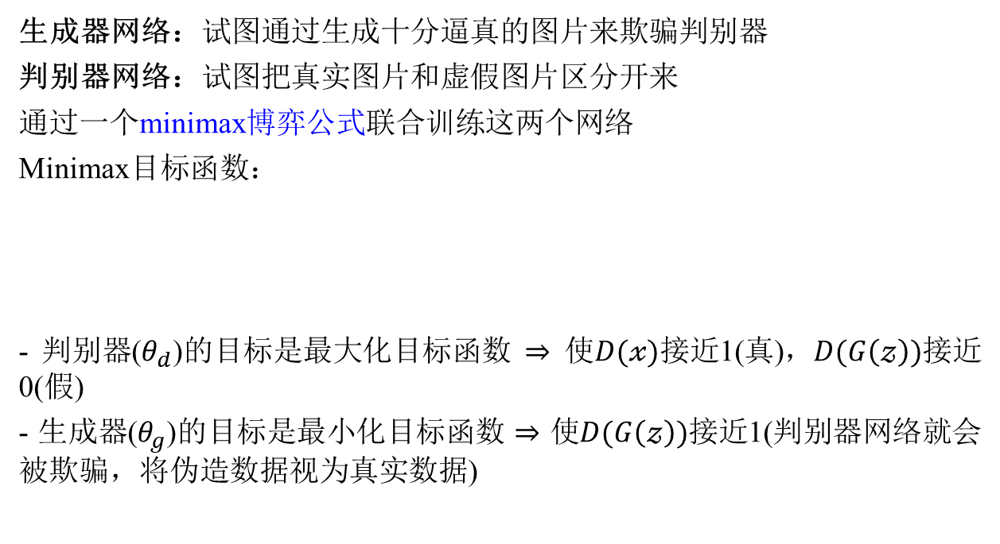 生成器网络：试图通过生成十分逼真的图片来欺骗判别器
判别器网络：试图把真实图片和虚假图片区分开来
通过一个minimax博弈公式联合训练这两个网络
Minimax目标函数：
- 判别器(θ_d)的目标是最大化目标函数 ⇒ 使D(x)接近1(真)，D(G(z))接近
0(假)
- 生成器(θ_g)的目标是最小化目标函数 ⇒ 使D(G(z))接近1(判别器网络就会
被欺骗，将伪造数据视为真实数据)